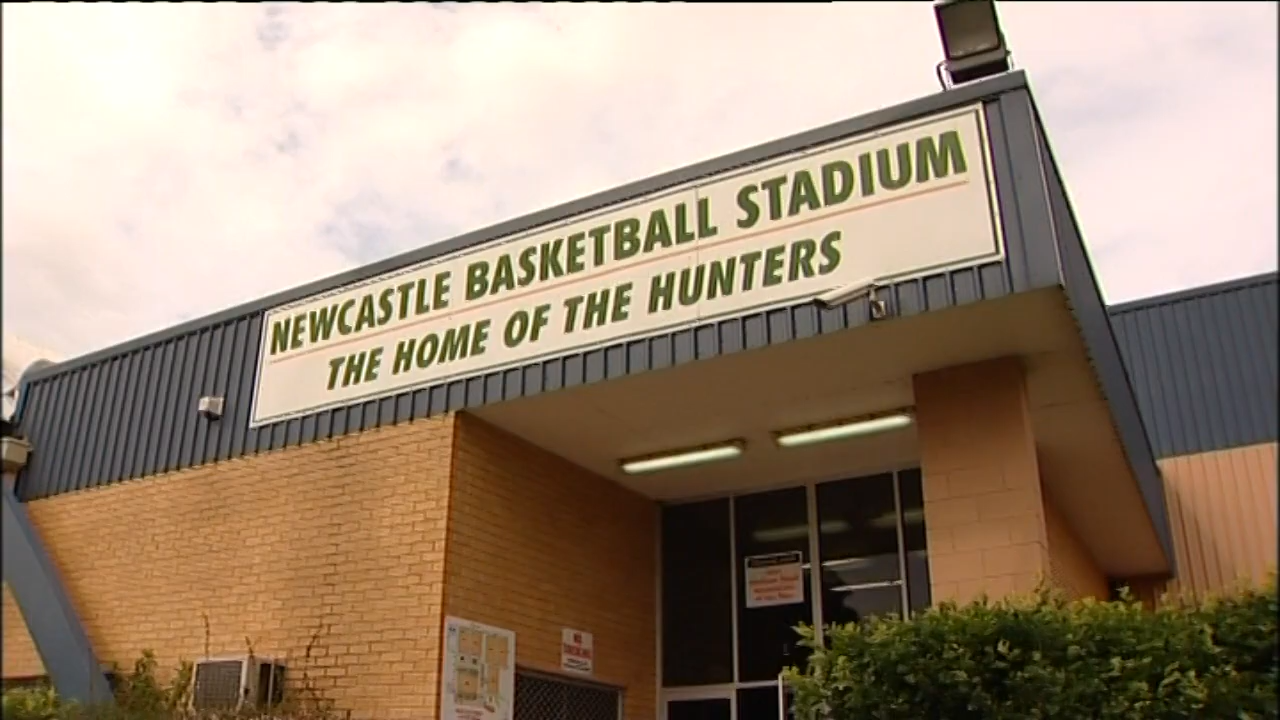 NEWCASTLE BASKETBALL STADIUM
THE HOME OF THE HUNTERS
NO
SMOKING